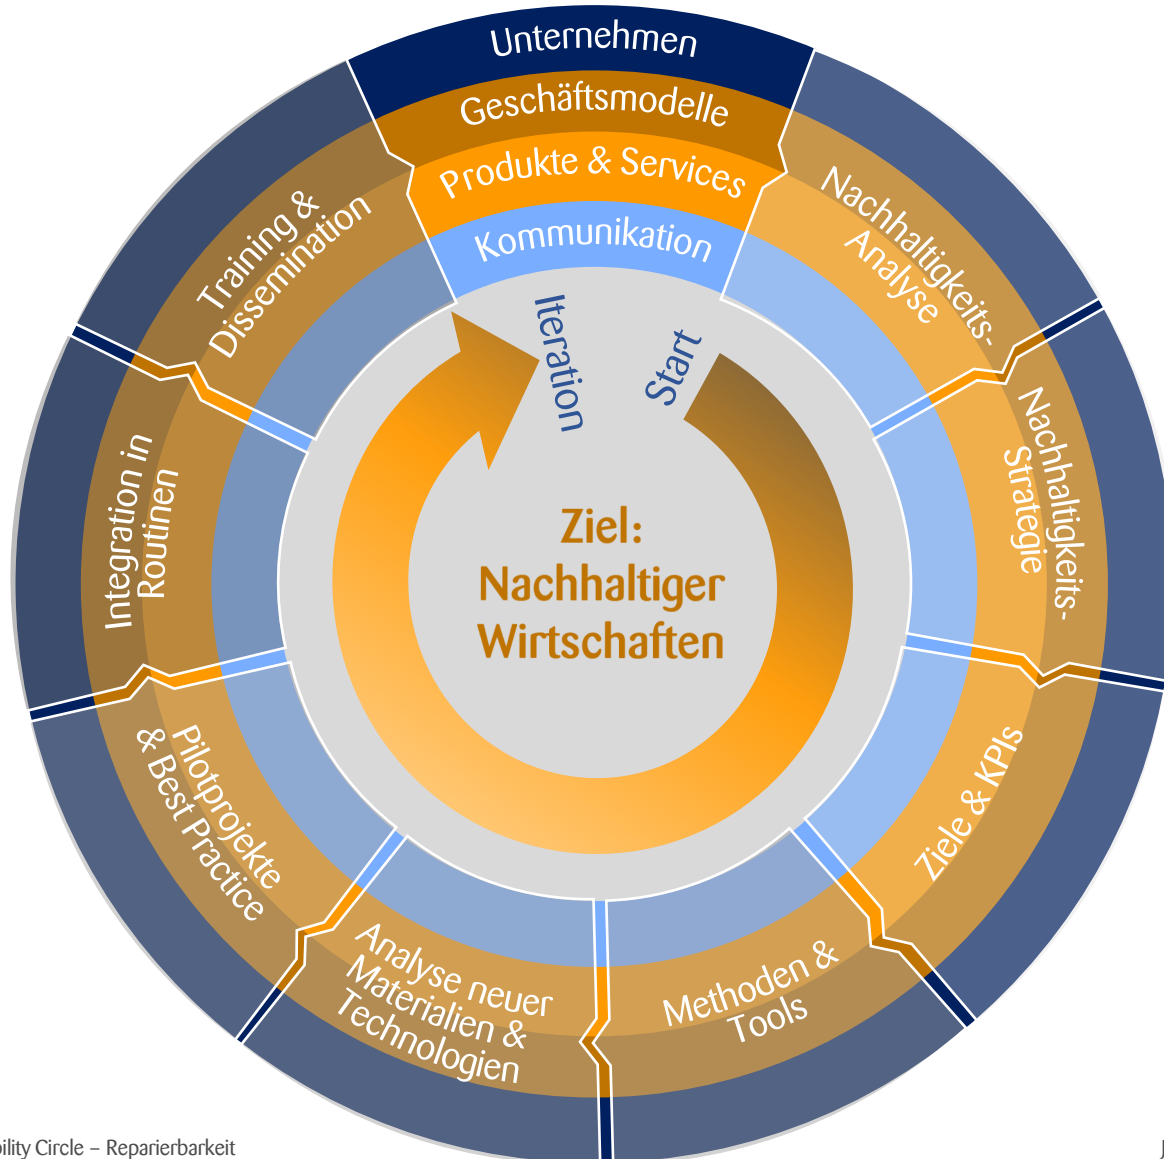 Unternehmen
Geschäftsmodelle
Produkte & Services
Kommunikation
Nachhaltigkeits-
Analyse
Nachhaltigkeits-
Strategie
Ziele & KPIs
Methoden &
Tools
Analyse neuer
Materialien &
Technologien
Pilotprojekte
& Best Practice
Integration in
Routinen
Training &
Dissemination
Start
Iteration
Ziel:
Nachhaltiger
Wirtschaften
Circle – Reparierbarkeit